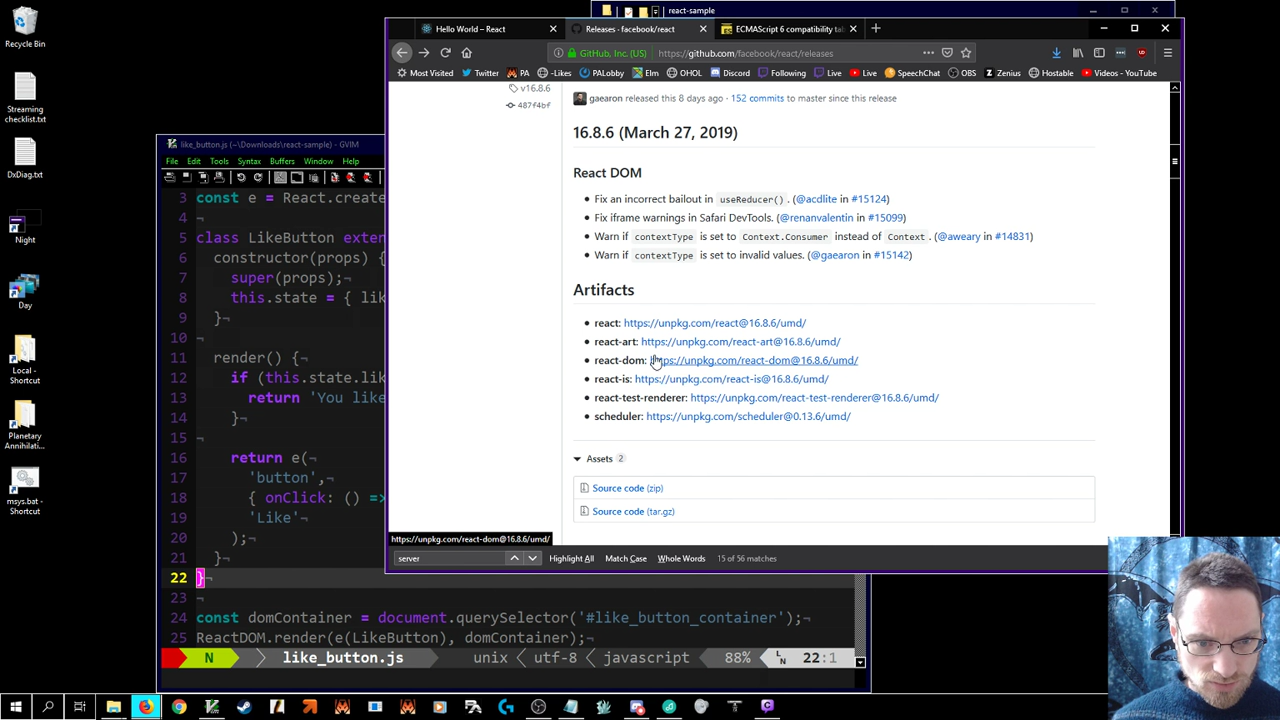 react-sample
Recycle Bin
Streaming checklist.txt
DxDiag.txt
Night
Day
Local - Shortcut
Planetary Annihilati...
msys.bat - Shortcut
Hello World – React
Releases · facebook/react
ECMAScript 6 compatibility tab
GitHub, Inc. (US)
https://github.com/facebook/react/releases
Most Visited
Twitter
PA
-Likes
PALobby
Elm
OHOL
Discord
Following
Live
Live
SpeechChat
OBS
Zenius
Hostable
Videos - YouTube
v16.8.6
487f4bf
gaearon released this 8 days ago · 152 commits to master since this release
16.8.6 (March 27, 2019)
React DOM
Fix an incorrect bailout in useReducer(). (@acdlite in #15124)
Fix iframe warnings in Safari DevTools. (@renanvalentin in #15099)
Warn if contextType is set to Context.Consumer instead of Context. (@aweary in #14831)
Warn if contextType is set to invalid values. (@gaearon in #15142)
Artifacts
react: https://unpkg.com/react@16.8.6/umd/
react-art: https://unpkg.com/react-art@16.8.6/umd/
react-dom: https://unpkg.com/react-dom@16.8.6/umd/
react-is: https://unpkg.com/react-is@16.8.6/umd/
react-test-renderer: https://unpkg.com/react-test-renderer@16.8.6/umd/
scheduler: https://unpkg.com/scheduler@0.13.6/umd/
Assets 2
Source code (zip)
Source code (tar.gz)
https://unpkg.com/react-dom@16.8.6/umd/
server
Highlight All
Match Case
Whole Words
15 of 56 matches
like_button.js (~\Downloads\react-sample) - GVIM
File Edit Tools Syntax Buffers Window Help
3 const e = React.create
4 ¬
5 class LikeButton exten
6 constructor(props) {
7 super(props);¬
8 this.state = { lik
9 }¬
10 ¬
11 render() {¬
12 if (this.state.lik
13 return 'You like
14 }¬
15 ¬
16 return e(¬
17 'button',¬
18 { onClick: () =>
19 'Like'¬
20 );¬
21 }¬
22 }¬
23 ¬
24 const domContainer = document.querySelector('#like_button_container');¬
25 ReactDOM.render(e(LikeButton), domContainer);¬
N like_button.js unix utf-8 javascript 88% LN 22:1